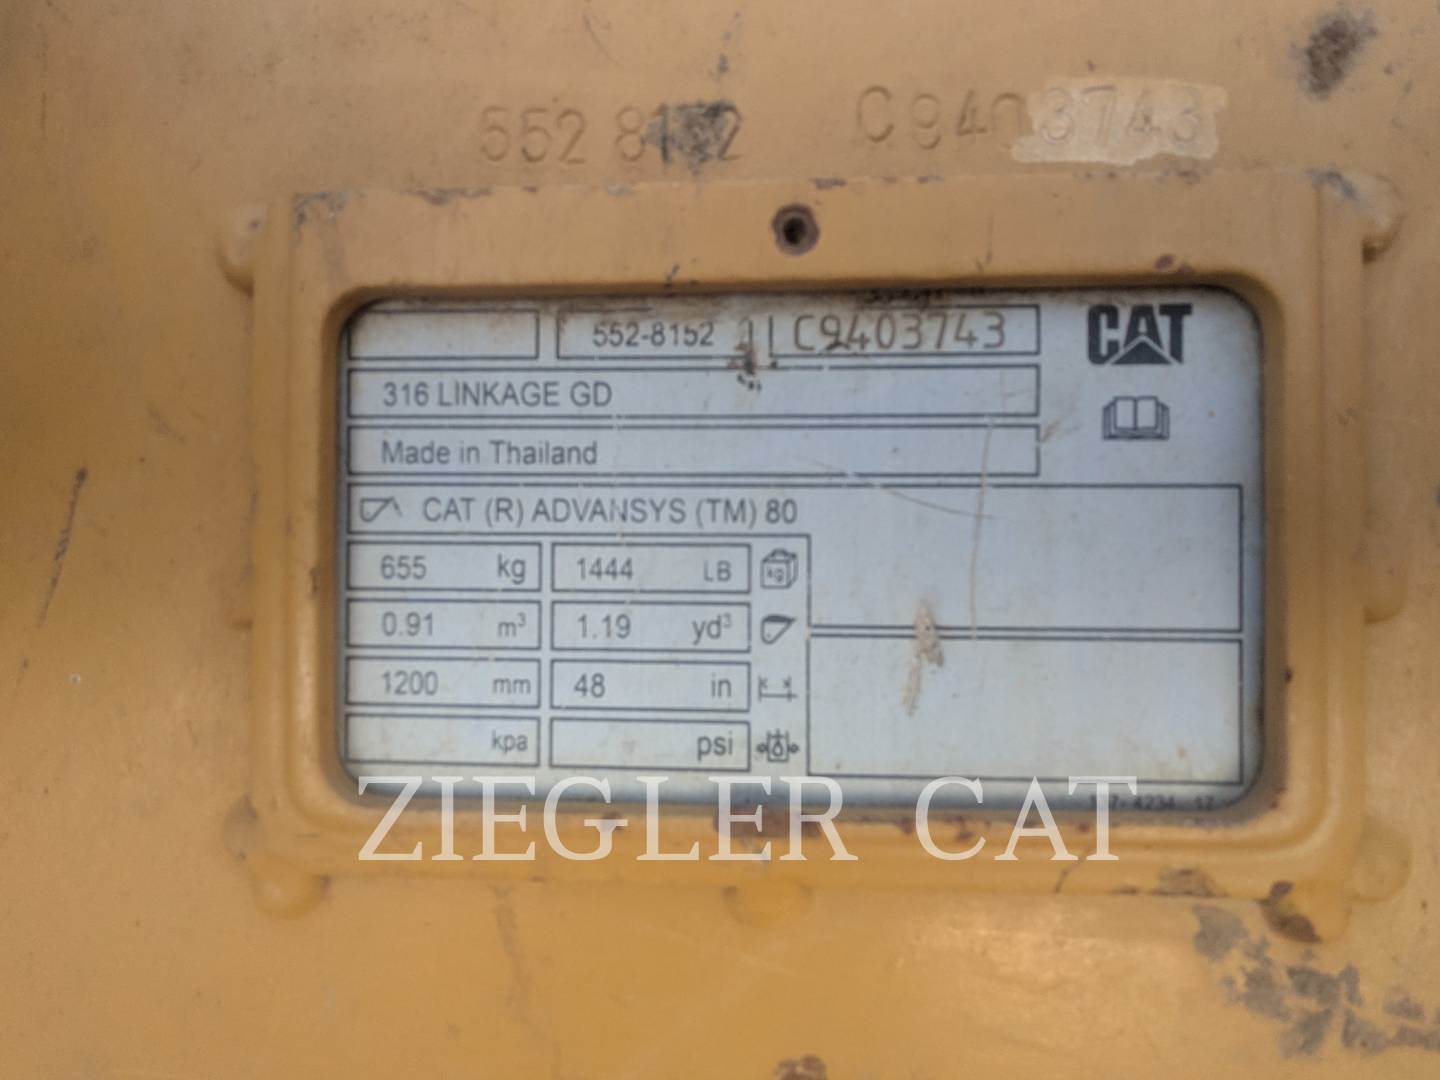 552 8152 C9403743
552-8152 C9403743
CAT
316 LINKAGE GD
Made in Thailand
CAT (R) ADVANSYS (TM) 80
655 kg 1444 LB kg
0.91 m³ 1.19 yd³
1200 mm 48 in
kpa psi
ZIEGLER CAT